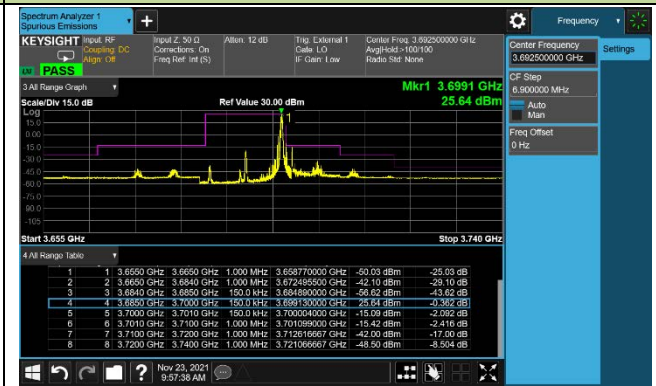 Spectrum Analyzer 1
Spurious Emissions
Frequency
KEYSIGHT
Input: RF
Coupling: DC
Align: Off
Input Z: 50 Ω
Corrections: On
Freq Ref: Int (S)
Atten: 12 dB
Trig: External 1
Gate: LO
IF Gain: Low
Center Freq: 3.692500000 GHz
Avg|Hold:>100/100
Radio Std: None
PASS
Center Frequency
3.692500000 GHz
Settings
CF Step
6.900000 MHz
Auto
Man
Freq Offset
0 Hz
3 All Range Graph
Mkr1 3.6991 GHz
25.64 dBm
Scale/Div 15.0 dB
Ref Value 30.00 dBm
Log
15.0
0.00
-15.0
-30.0
-45.0
-60.0
-75.0
-90.0
-105
1
Start 3.655 GHz
Stop 3.740 GHz
4 All Range Table
1 1 3.6550 GHz 3.6650 GHz 1.000 MHz 3.658770000 GHz -50.03 dBm -25.03 dB
2 2 3.6650 GHz 3.6840 GHz 1.000 MHz 3.672495500 GHz -42.10 dBm -29.10 dB
3 3 3.6840 GHz 3.6850 GHz 150.0 kHz 3.684890000 GHz -56.62 dBm -43.62 dB
4 4 3.6850 GHz 3.7000 GHz 150.0 kHz 3.699130000 GHz 25.64 dBm -0.362 dB
5 5 3.7000 GHz 3.7010 GHz 150.0 kHz 3.700004000 GHz -15.09 dBm -2.092 dB
6 6 3.7010 GHz 3.7100 GHz 1.000 MHz 3.701099000 GHz -15.42 dBm -2.416 dB
7 7 3.7100 GHz 3.7200 GHz 1.000 MHz 3.712616667 GHz -42.00 dBm -17.00 dB
8 8 3.7200 GHz 3.7400 GHz 1.000 MHz 3.721066667 GHz -48.50 dBm -8.504 dB
Nov 23, 2021
9:57:38 AM